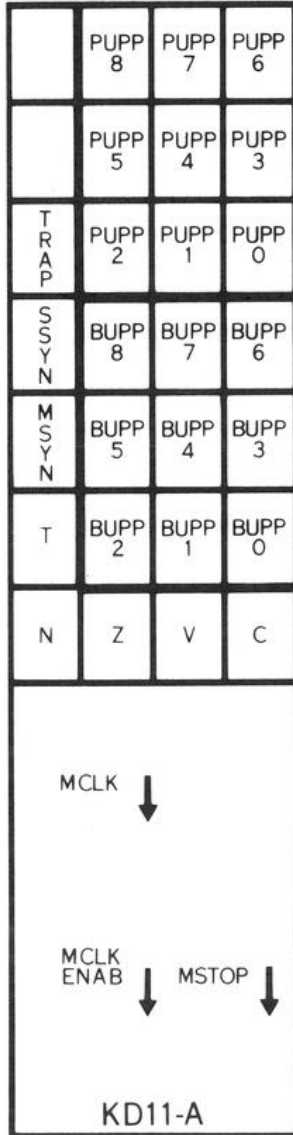 PUPP 8 PUPP 7 PUPP 6
PUPP 5 PUPP 4 PUPP 3
TRAP PUPP 2 PUPP 1 PUPP 0
SSYN BUPP 8 BUPP 7 BUPP 6
MSYN BUPP 5 BUPP 4 BUPP 3
T BUPP 2 BUPP 1 BUPP 0
N Z V C
MCLK
MCLK
ENAB MSTOP
KD11-A